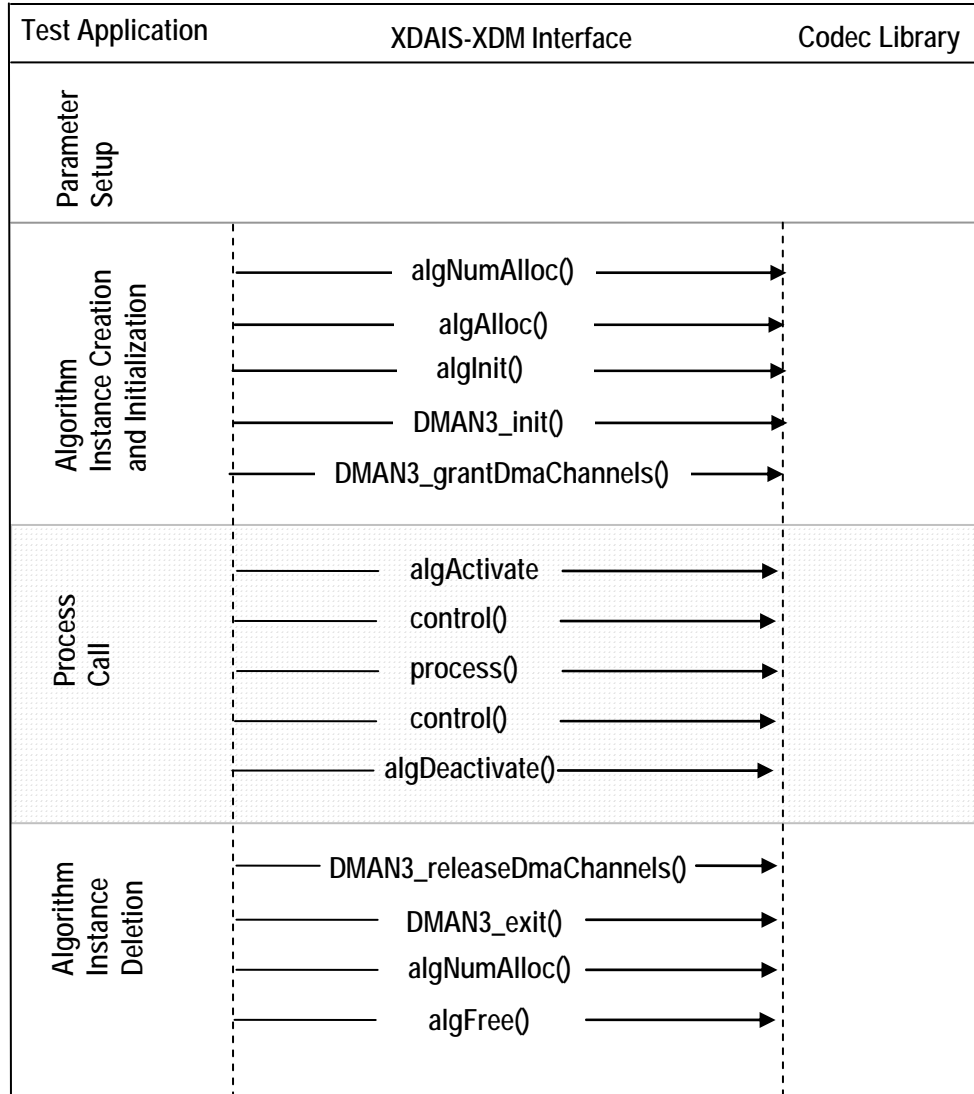 Test Application
XDAIS-XDM Interface
Codec Library
Parameter
Setup
Algorithm
Instance Creation
and Initialization
algNumAlloc()
algAlloc()
algInit()
DMAN3_init()
DMAN3_grantDmaChannels()
Process
Call
algActivate
control()
process()
control()
algDeactivate()
Algorithm
Instance
Deletion
DMAN3_releaseDmaChannels()
DMAN3_exit()
algNumAlloc()
algFree()